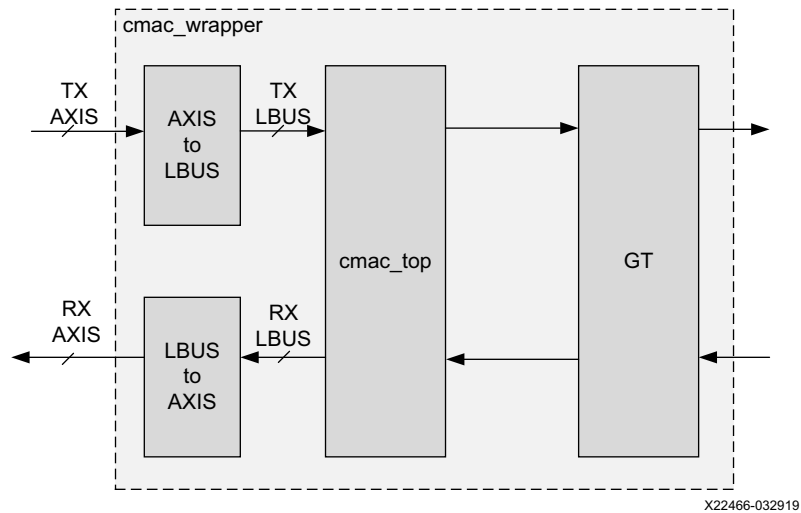 cmac_wrapper
TX
AXIS
AXIS
to
LBUS
TX
LBUS
cmac_top
GT
RX
AXIS
LBUS
to
AXIS
RX
LBUS
X22466-032919